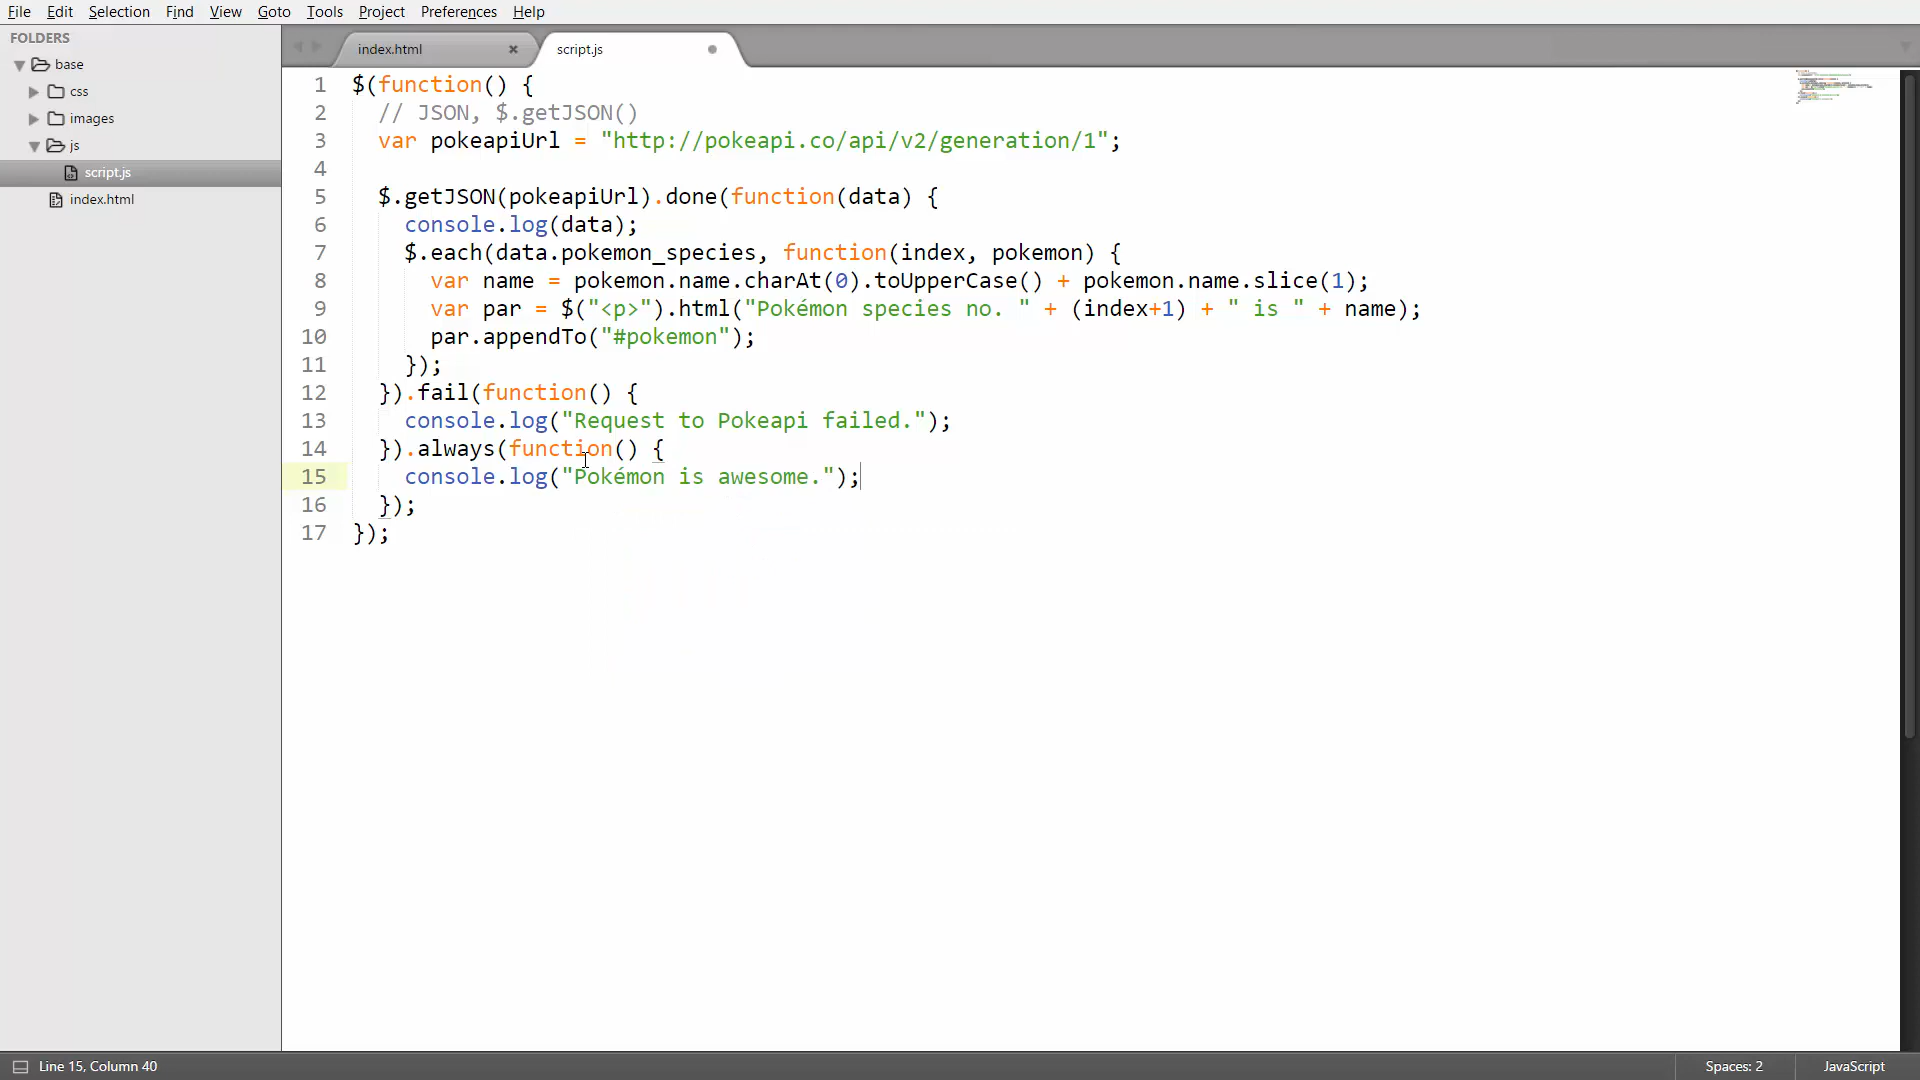 File Edit Selection Find View Goto Tools Project Preferences Help
FOLDERS
base
css
images
js
script.js
index.html
index.html script.js
1 $(function() {
2 // JSON, $.getJSON()
3 var pokeapiUrl = "http://pokeapi.co/api/v2/generation/1";
4
5 $.getJSON(pokeapiUrl).done(function(data) {
6 console.log(data);
7 $.each(data.pokemon_species, function(index, pokemon) {
8 var name = pokemon.name.charAt(0).toUpperCase() + pokemon.name.slice(1);
9 var par = $("<p>").html("Pokémon species no. " + (index+1) + " is " + name);
10 par.appendTo("#pokemon");
11 });
12 }).fail(function() {
13 console.log("Request to Pokeapi failed.");
14 }).always(function() {
15 console.log("Pokémon is awesome.");
16 });
17 });
Line 15, Column 40 Spaces: 2 JavaScript